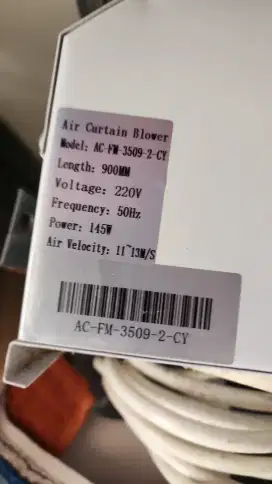 Air Curtain Blower
Model: AC-FM-3509-2-CY
Length: 900MM
Voltage: 220V
Frequency: 50Hz
Power: 145W
Air Velocity: 11~13M/S
AC-FM-3509-2-CY